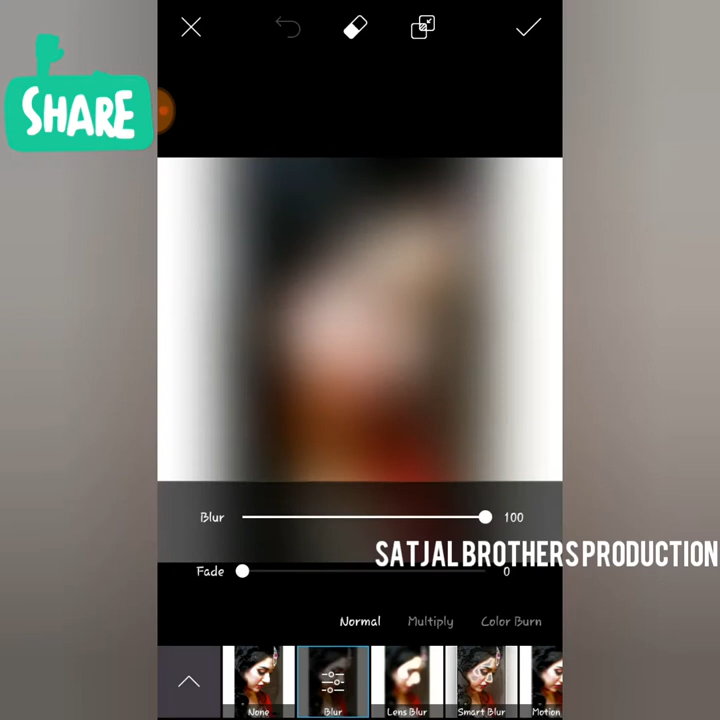 SHARE
Blur 100
SATJAL BROTHERS PRODUCTION
Fade 0
Normal Multiply Color Burn
None Blur Lens Blur Smart Blur Motion